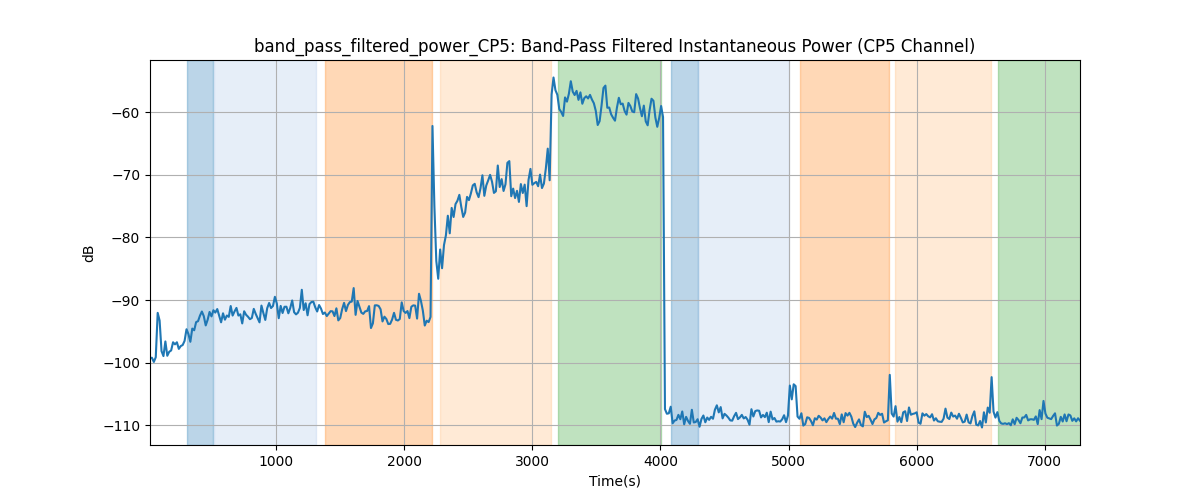 band_pass_filtered_power_CP5: Band-Pass Filtered Instantaneous Power (CP5 Channel)
−60
−70
−80
−90
−100
−110
dB
1000 2000 3000 4000 5000 6000 7000
Time(s)